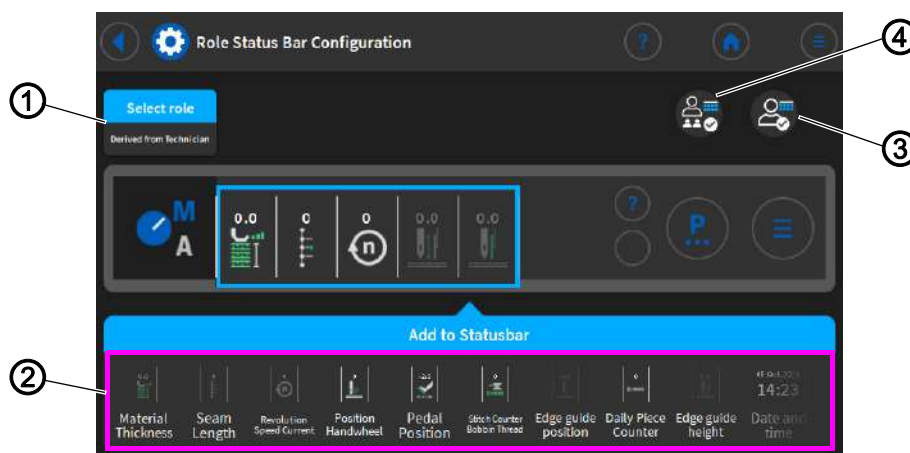 Role Status Bar Configuration
?
4
1
Select role
Derived from Technician
3
M
A
0.0
0
0
n
0.0
0.0
?
P
Add to Statusbar
2
14:23
Material Thickness
Seam Length
Revolution Speed Current
Position Handwheel
Pedal Position
Stitch Counter Bobbin Thread
Edge guide position
Daily Piece Counter
Edge guide height
Date and time